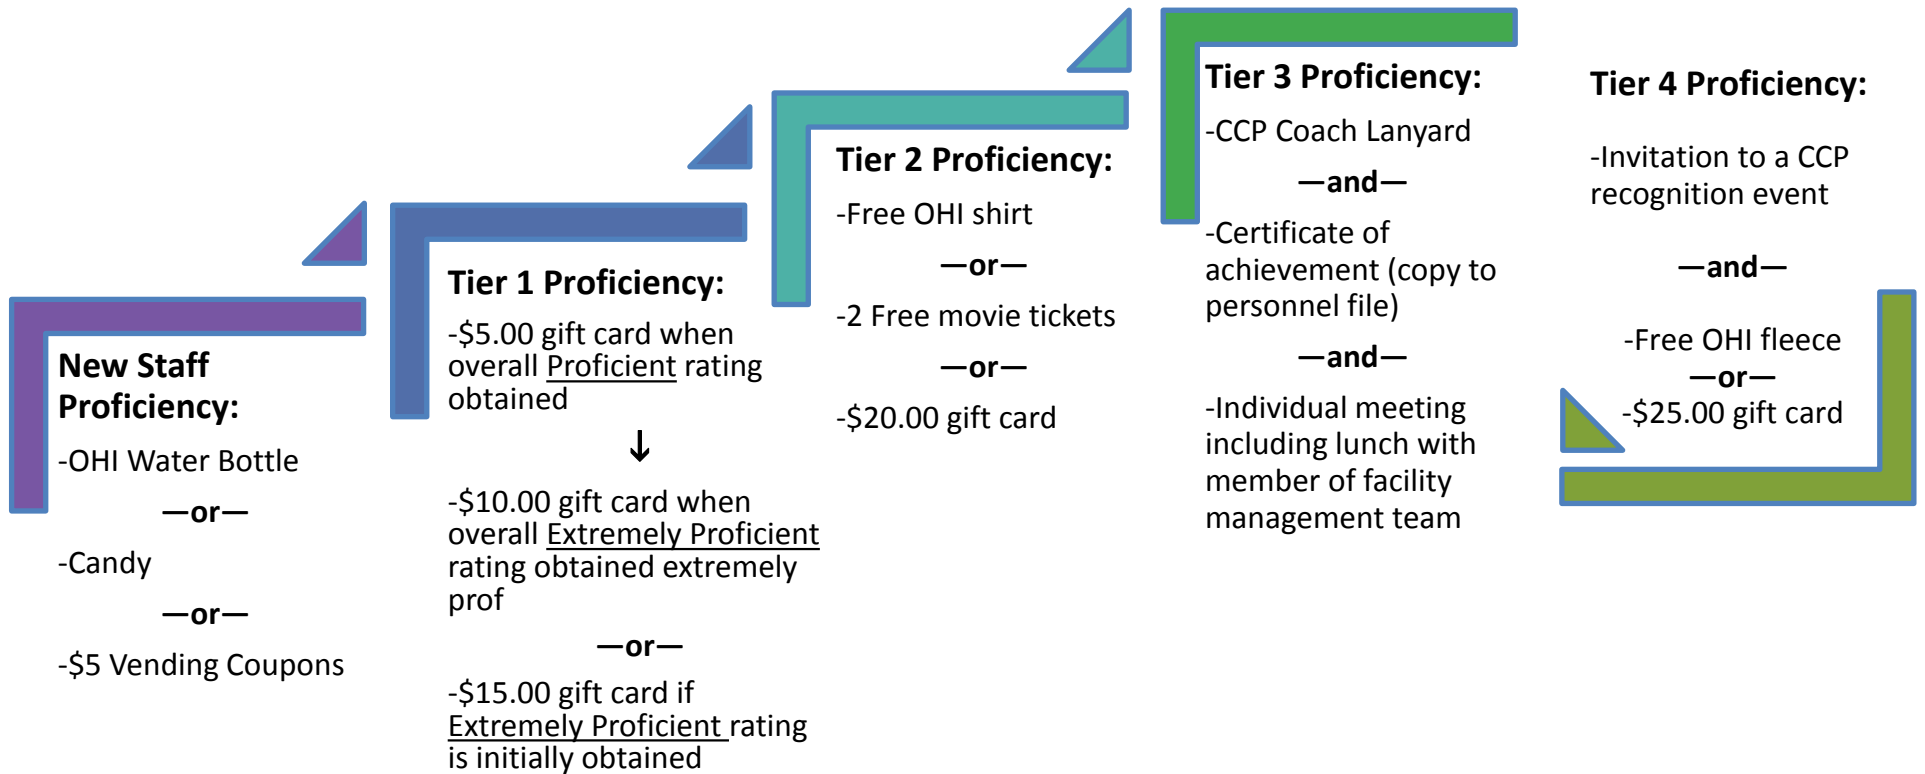 New Staff
Proficiency:
-OHI Water Bottle
—or—
-Candy
—or—
-$5 Vending Coupons
Tier 1 Proficiency:
-$5.00 gift card when
overall Proficient rating
obtained
↓
-$10.00 gift card when
overall Extremely Proficient
rating obtained extremely
prof
—or—
-$15.00 gift card if
Extremely Proficient rating
is initially obtained
Tier 2 Proficiency:
-Free OHI shirt
—or—
-2 Free movie tickets
—or—
-$20.00 gift card
Tier 3 Proficiency:
-CCP Coach Lanyard
—and—
-Certificate of
achievement (copy to
personnel file)
—and—
-Individual meeting
including lunch with
member of facility
management team
Tier 4 Proficiency:
-Invitation to a CCP
recognition event
—and—
-Free OHI fleece
—or—
-$25.00 gift card